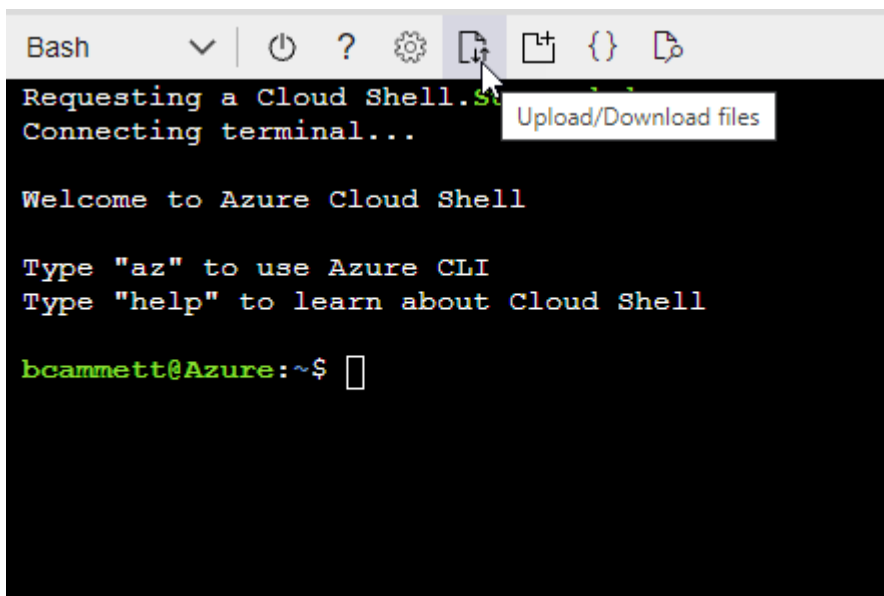 Bash
?
{}
Requesting a Cloud Shell.
Upload/Download files
Connecting terminal...
Welcome to Azure Cloud Shell
Type "az" to use Azure CLI
Type "help" to learn about Cloud Shell
bcammett@Azure:~$